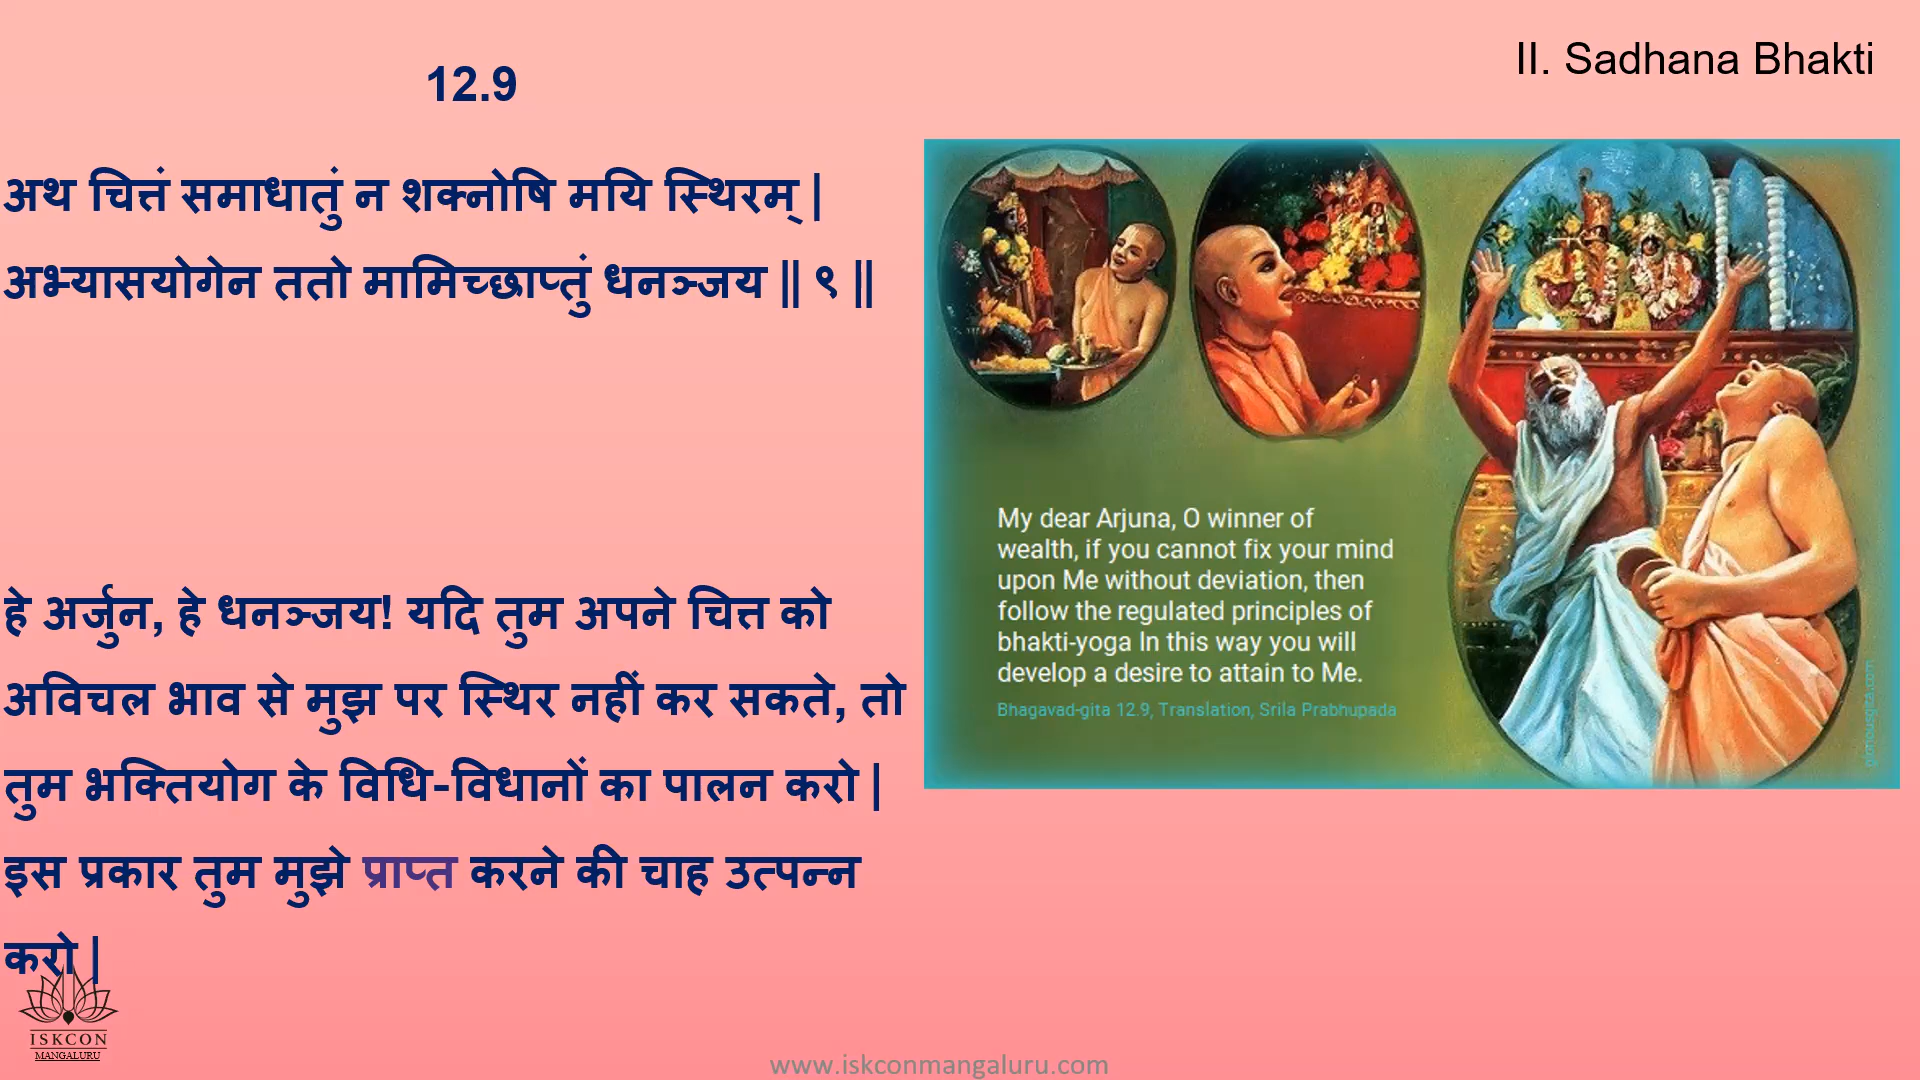 II. Sadhana Bhakti
12.9
अथ चित्तं समाधातुं न शक्नोषि मयि स्थिरम् |
अभ्यासयोगेन ततो मामिच्छाप्तुं धनञ्जय || ९ ||
हे अर्जुन, हे धनञ्जय! यदि तुम अपने चित्त को
अविचल भाव से मुझ पर स्थिर नहीं कर सकते, तो
तुम भक्तियोग के विधि-विधानों का पालन करो |
इस प्रकार तुम मुझे प्राप्त करने की चाह उत्पन्न
करो |
My dear Arjuna, O winner of
wealth, if you cannot fix your mind
upon Me without deviation, then
follow the regulated principles of
bhakti-yoga In this way you will
develop a desire to attain to Me.
Bhagavad-gita 12.9, Translation, Srila Prabhupada
gloriousgita.com
ISKCON
MANGALURU
www.iskconmangaluru.com